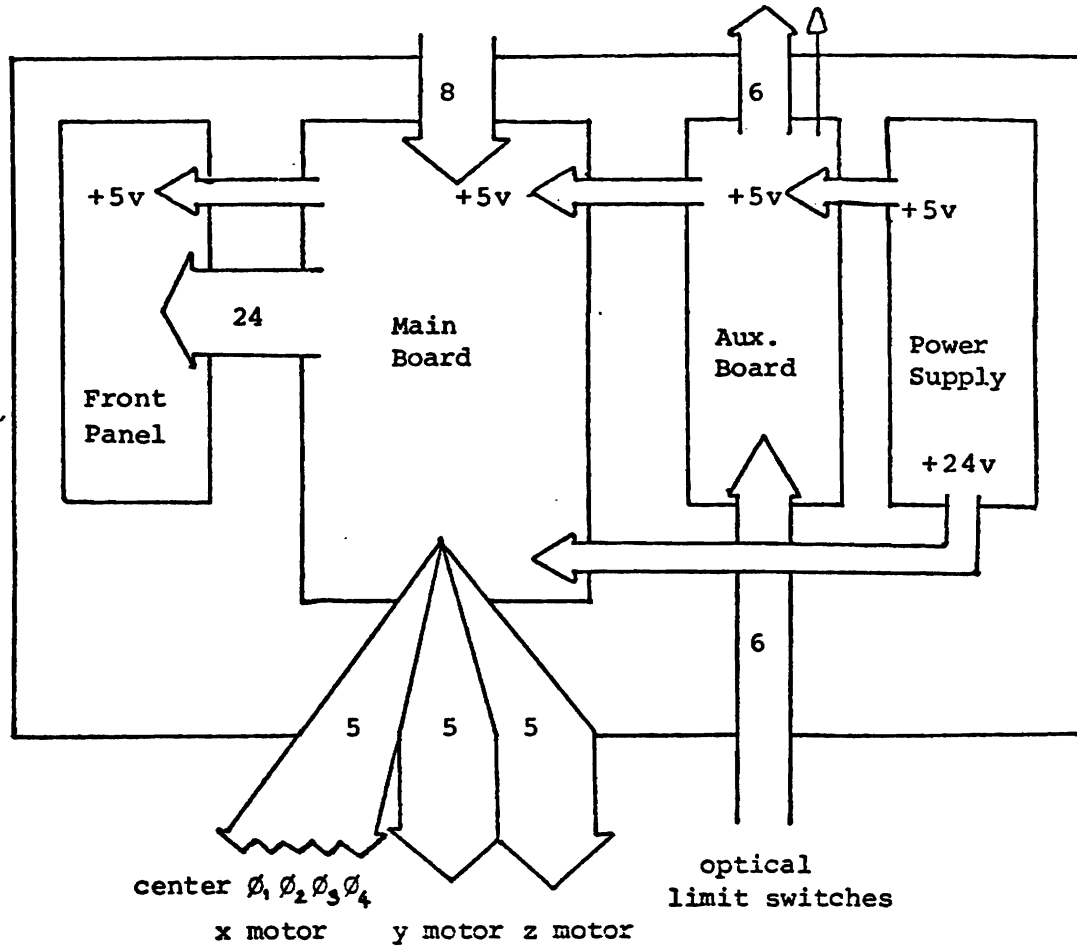 8
6
+5v
+5v
+5v
+5v
24
Main
Board
Aux.
Board
Power
Supply
Front
Panel
+24v
6
5
5
5
center Ø₁ Ø₂ Ø₃ Ø₄
optical
limit switches
x motor
y motor
z motor